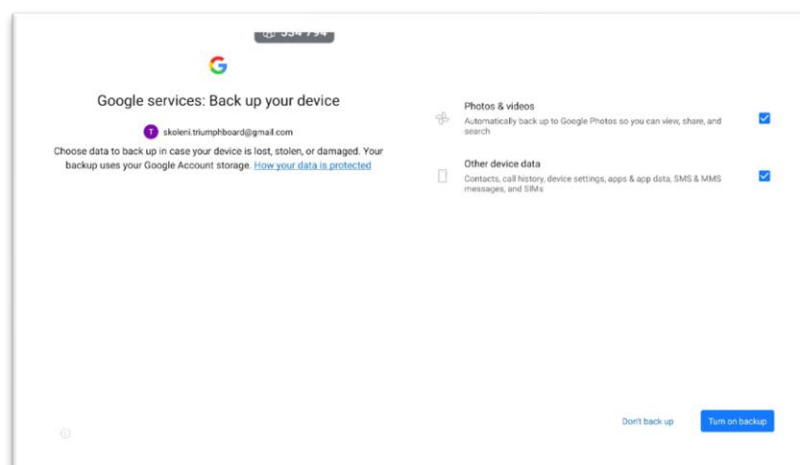 Google services: Back up your device
T
skoleni.triumphboard@gmail.com
Choose data to back up in case your device is lost, stolen, or damaged. Your
backup uses your Google Account storage. How your data is protected
Photos & videos
Automatically back up to Google Photos so you can view, share, and
search
Other device data
Contacts, call history, device settings, apps & app data, SMS & MMS
messages, and SIMs
Don't back up
Turn on backup